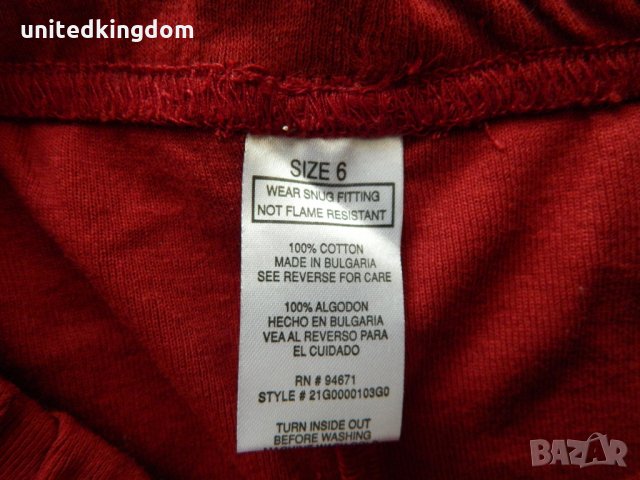 unitedkingdom
SIZE 6
WEAR SNUG FITTING
NOT FLAME RESISTANT
100% COTTON
MADE IN BULGARIA
SEE REVERSE FOR CARE
100% ALGODON
HECHO EN BULGARIA
VEA AL REVERSO PARA
EL CUIDADO
RN # 94671
STYLE # 21G0000103G0
TURN INSIDE OUT
BEFORE WASHING
BAZAR